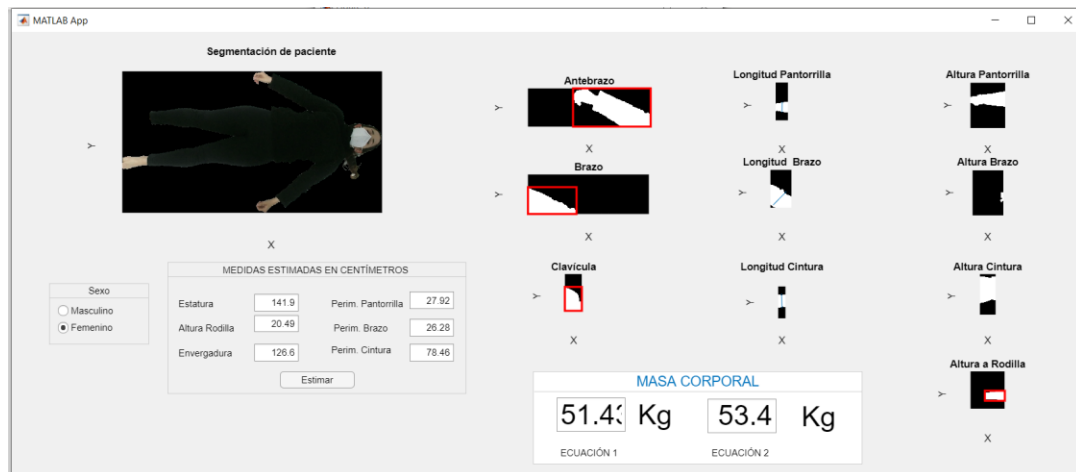 MATLAB App
Segmentación de paciente
Y
X
Antebrazo
Y
X
Longitud Pantorrilla
Y
X
Altura Pantorrilla
Y
X
Brazo
Y
X
Longitud Brazo
Y
X
Altura Brazo
Y
X
Clavícula
Y
X
Longitud Cintura
Y
X
Altura Cintura
Y
X
Altura a Rodilla
Y
X
Sexo
Masculino
Femenino
MEDIDAS ESTIMADAS EN CENTÍMETROS
Estatura 141.9 Perim. Pantorrilla 27.92
Altura Rodilla 20.49 Perim. Brazo 26.28
Envergadura 126.6 Perim. Cintura 78.46
Estimar
MASA CORPORAL
Kg 53.4 Kg
ECUACIÓN 1 ECUACIÓN 2